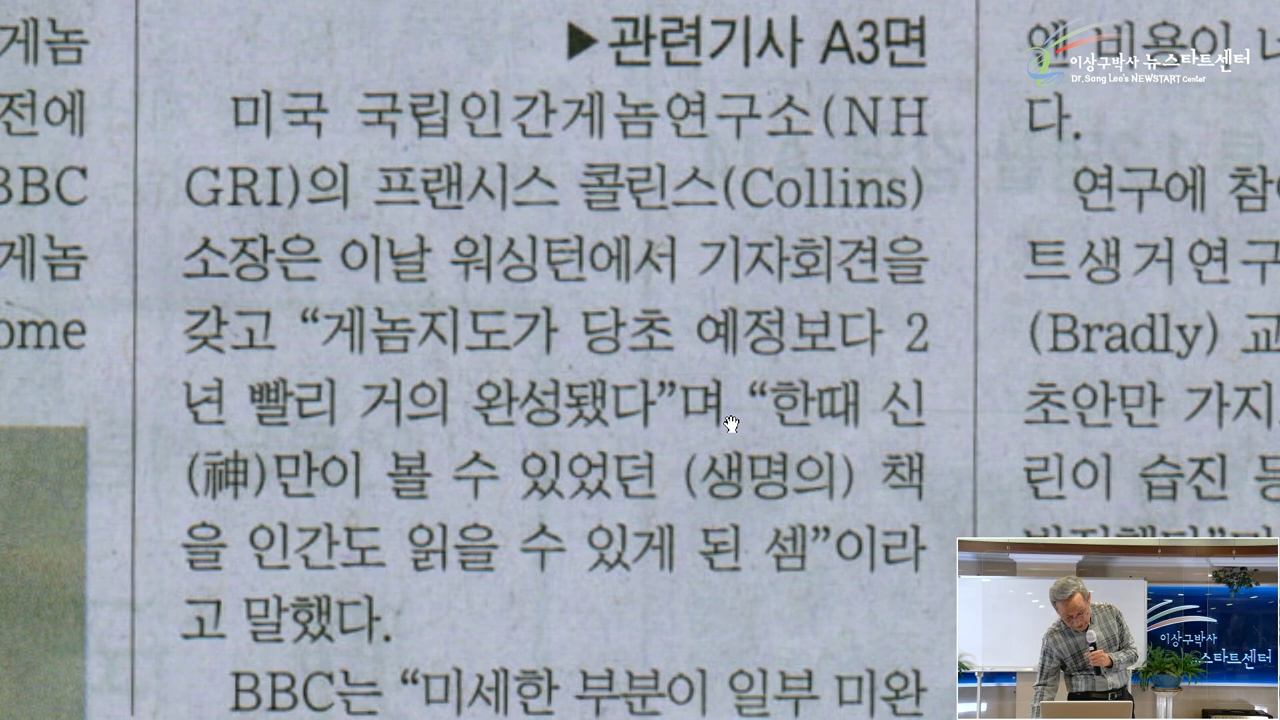 게놈
전에
BBC
게놈
ome
▶관련기사 A3면
미국 국립인간게놈연구소(NH
GRI)의 프랜시스 콜린스(Collins)
소장은 이날 워싱턴에서 기자회견을
갖고 “게놈지도가 당초 예정보다 2
년 빨리 거의 완성됐다”며 “한때 신
(神)만이 볼 수 있었던 (생명의) 책
을 인간도 읽을 수 있게 된 셈”이라
고 말했다.
BBC는 “미세한 부분이 일부 미완
비용이
다.
연구에 참
트생거연구
(Bradly) 교
초안만 가지
린이 습진 등
이상구박사 뉴스타트센터
Dr. Sang Lee's NEWSTART Center
이상구박사
뉴스타트센터